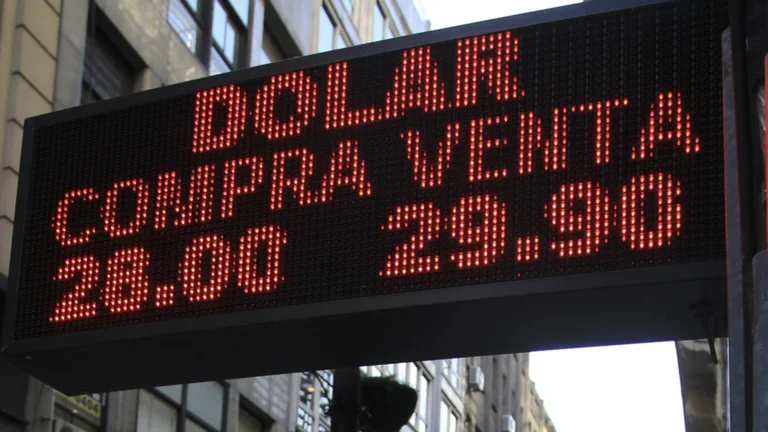 DOLAR
COMPRA VENTA
28.00 29.90